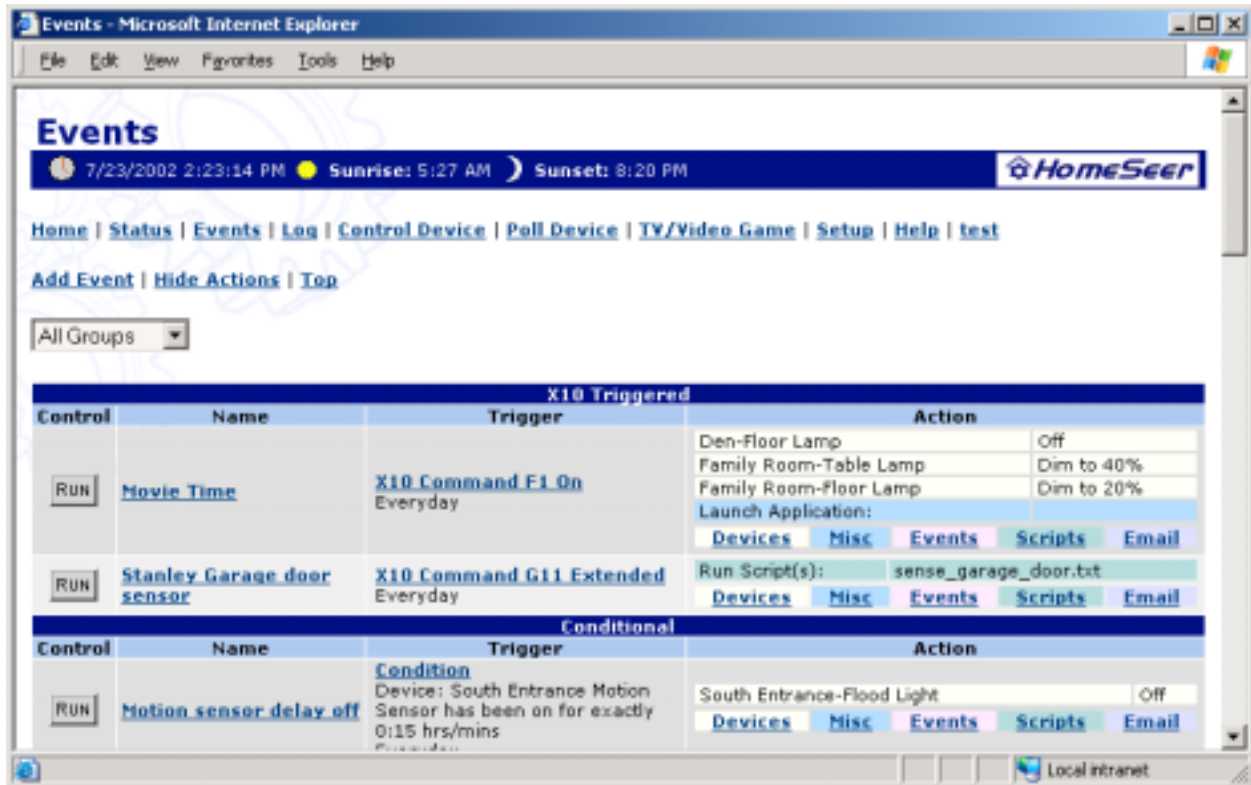 Events - Microsoft Internet Explorer
File Edit View Favorites Tools Help
Events
7/23/2002 2:23:14 PM Sunrise: 5:27 AM Sunset: 8:20 PM
HomeSeer
Home | Status | Events | Log | Control Device | Poll Device | TV/Video Game | Setup | Help | test
Add Event | Hide Actions | Top
All Groups
X10 Triggered
Control Name Trigger Action
RUN Movie Time X10 Command F1 On
Everyday
Den-Floor Lamp Off
Family Room-Table Lamp Dim to 40%
Family Room-Floor Lamp Dim to 20%
Launch Application:
Devices Misc Events Scripts Email
RUN Stanley Garage door
sensor
X10 Command G11 Extended
Everyday
Run Script(s): sense_garage_door.txt
Devices Misc Events Scripts Email
Conditional
Control Name Trigger Action
RUN Motion sensor delay off
Condition
Device: South Entrance Motion
Sensor has been on for exactly
0:15 hrs/mins
South Entrance-Flood Light Off
Devices Misc Events Scripts Email
Local intranet